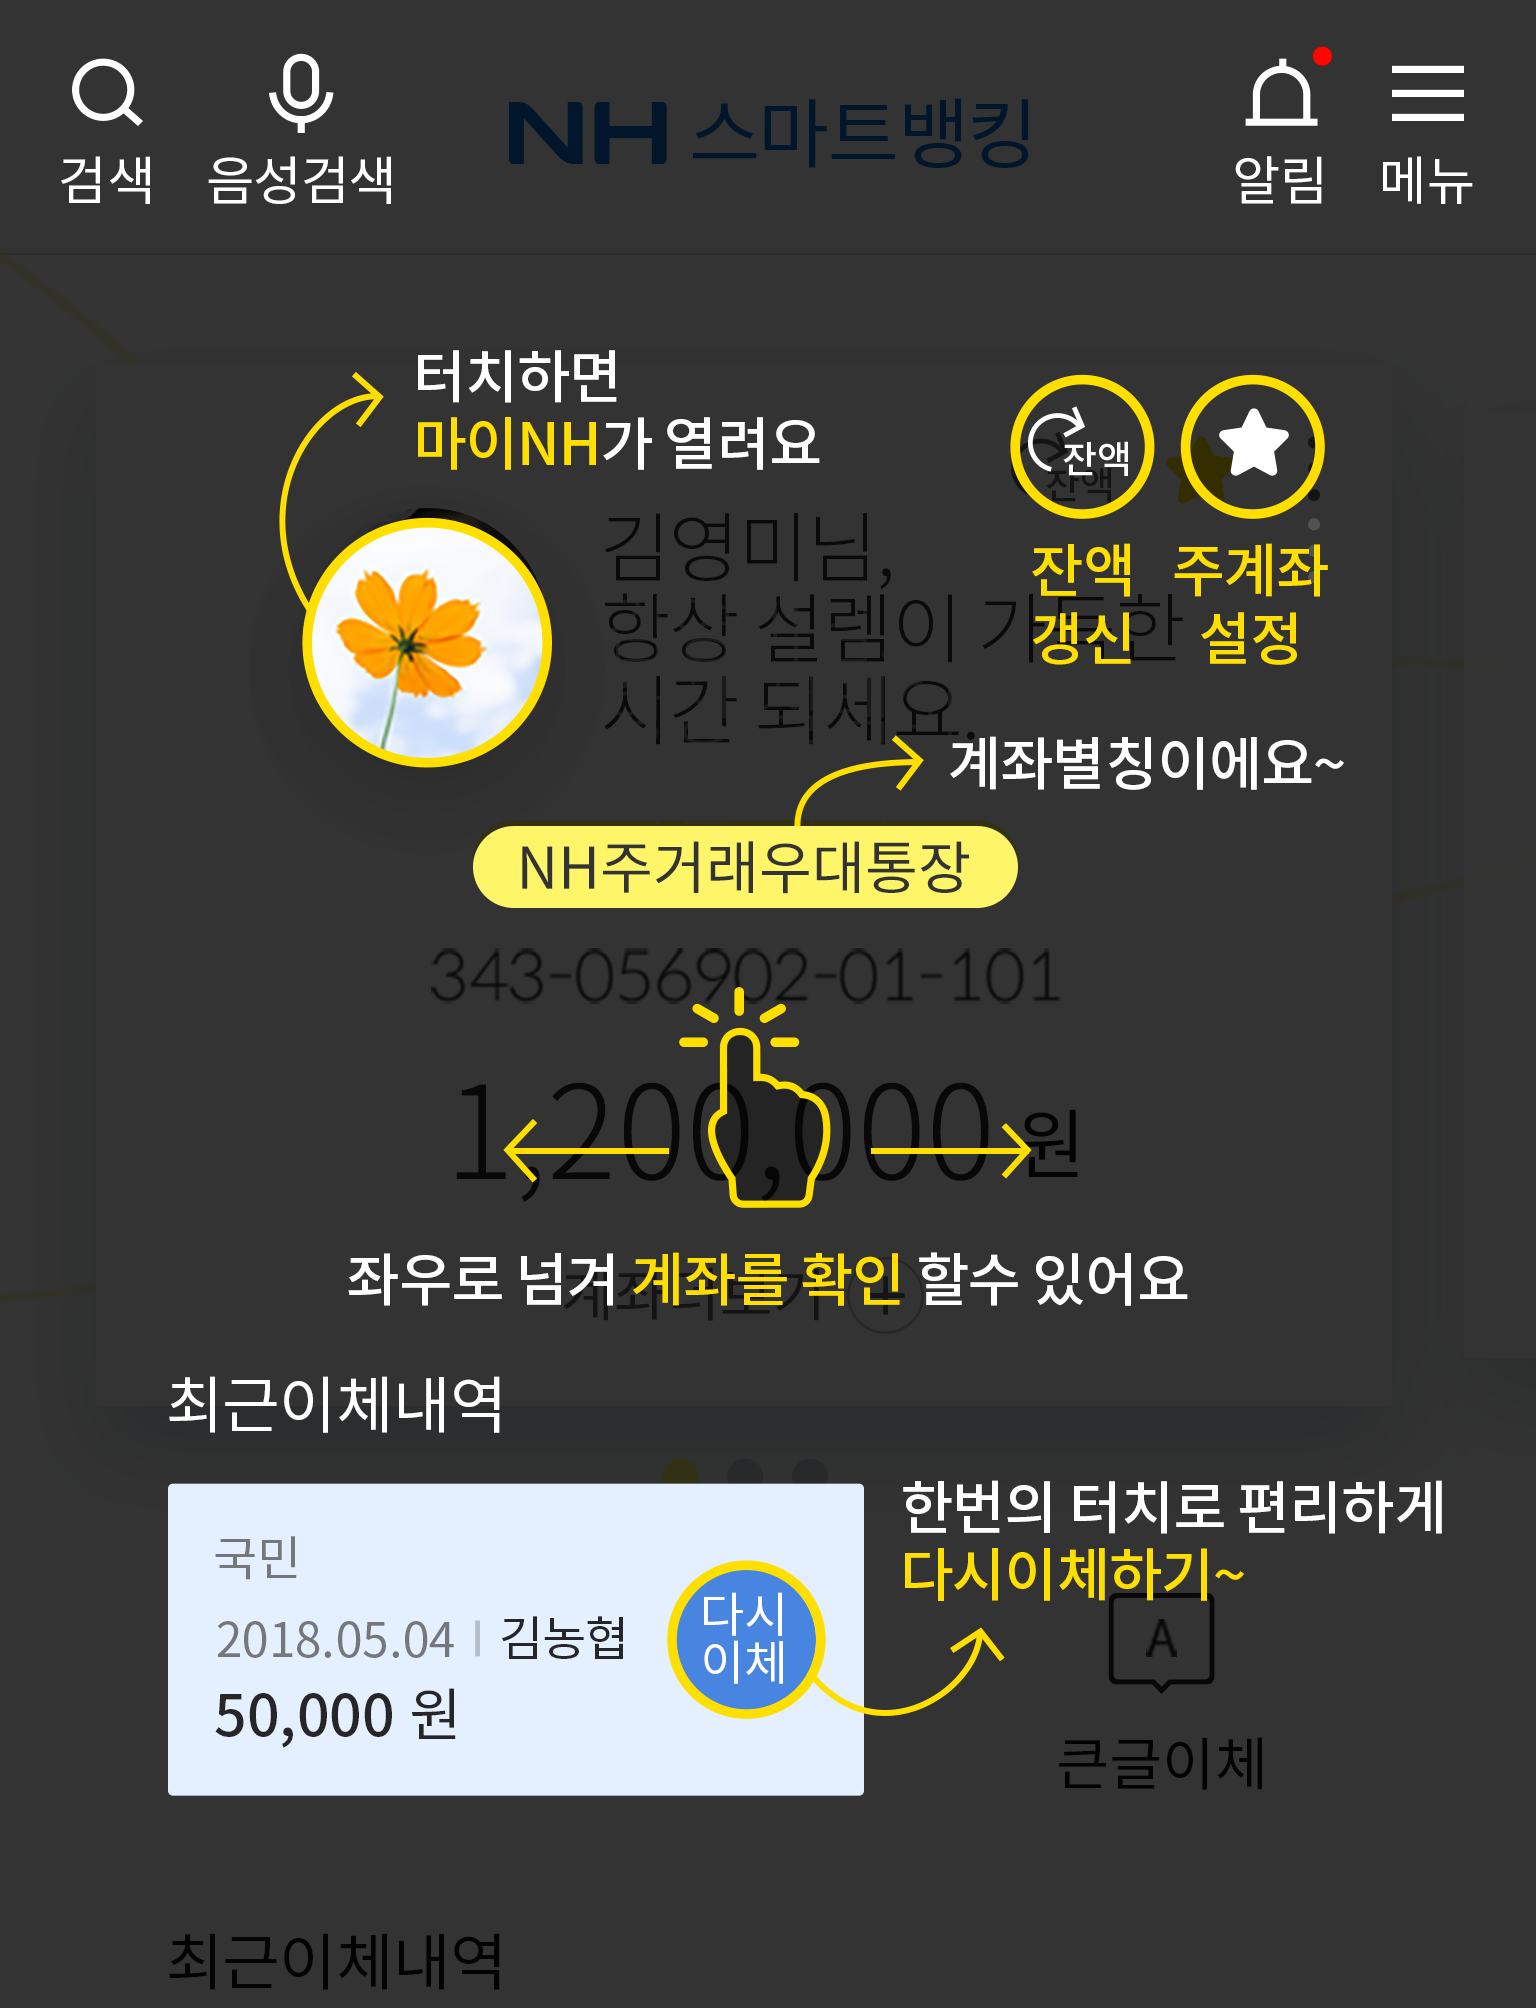 검색
음성검색
NH 스마트뱅킹
알림
메뉴
터치하면
마이NH가 열려요
잔액
잔액
김영미님,
항상 설렘이 가득한
시간 되세요.
잔액 갱신
주계좌 설정
계좌별칭이에요~
NH주거래우대통장
343-056902-01-101
1,200,000 원
좌우로 넘겨 계좌를 확인 할수 있어요
최근이체내역
국민
2018.05.04 | 김농협
50,000 원
다시
이체
한번의 터치로 편리하게
다시이체하기~
A
큰글이체
최근이체내역